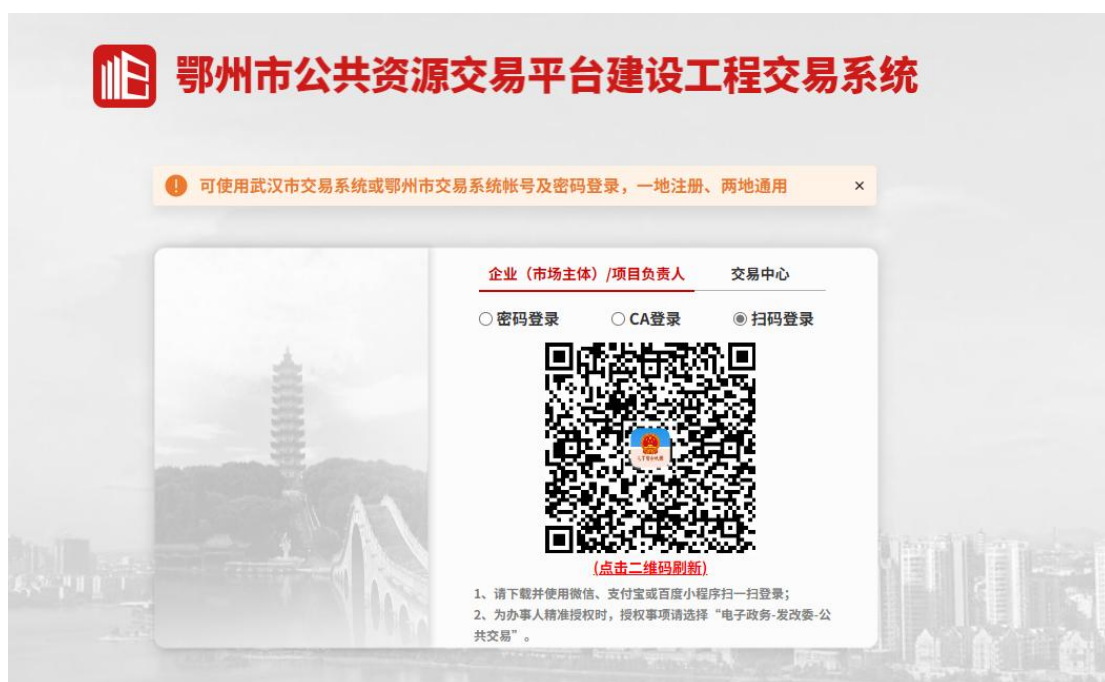 鄂州市公共资源交易平台建设工程交易系统
可使用武汉市交易系统或鄂州市交易系统帐号及密码登录，一地注册、两地通用
企业（市场主体）/项目负责人 交易中心
密码登录 CA登录 扫码登录
(点击二维码刷新)
1、请下载并使用微信、支付宝或百度小程序扫一扫登录；
2、为办事人精准授权时，授权事项请选择“电子政务-发改委-公
共交易”。